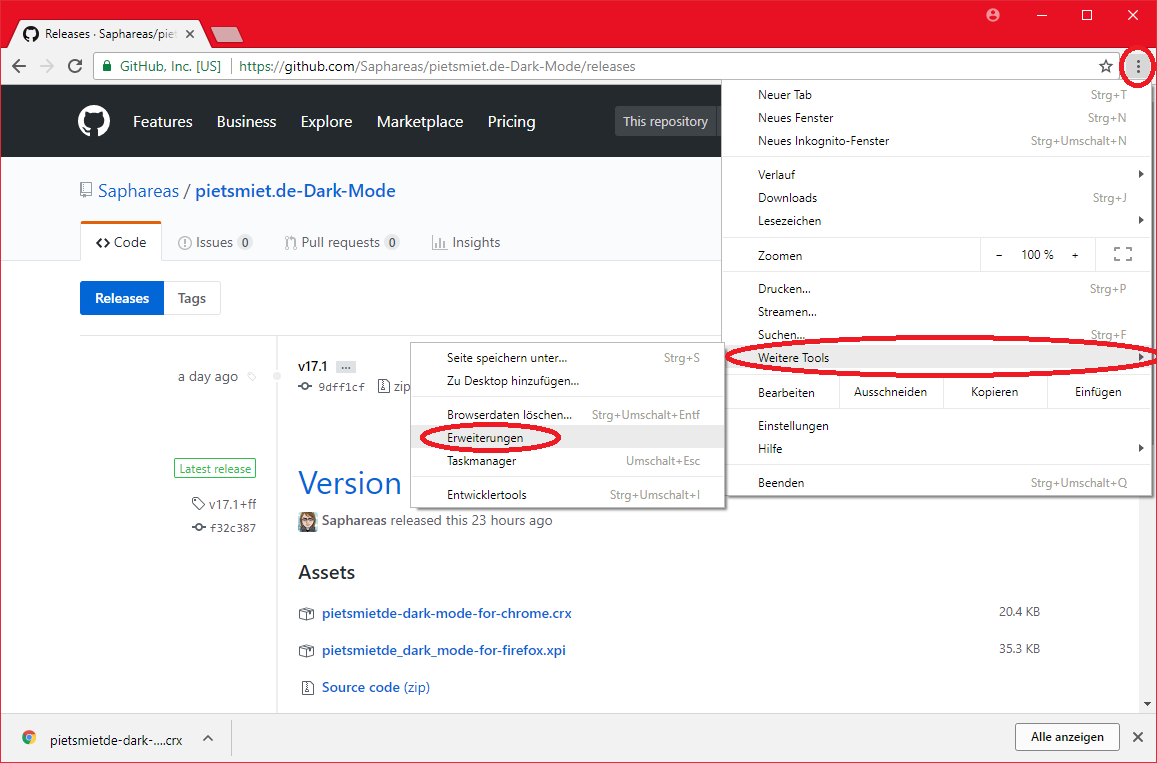 Releases · Saphareas/piet
GitHub, Inc. [US] https://github.com/Saphareas/pietsmiet.de-Dark-Mode/releases
Features Business Explore Marketplace Pricing This repository
Saphareas / pietsmiet.de-Dark-Mode
Code Issues 0 Pull requests 0 Insights
Releases Tags
a day ago
v17.1 ...
9dff1cf zip
Latest release
v17.1+ff
f32c387
Version
Saphareas released this 23 hours ago
Assets
pietsmietde-dark-mode-for-chrome.crx 20.4 KB
pietsmietde_dark_mode-for-firefox.xpi 35.3 KB
Source code (zip)
Neuer Tab Strg+T
Neues Fenster Strg+N
Neues Inkognito-Fenster Strg+Umschalt+N
Verlauf
Downloads Strg+J
Lesezeichen
Zoomen - 100 % +
Drucken... Strg+P
Streamen...
Suchen... Strg+F
Weitere Tools
Bearbeiten Ausschneiden Kopieren Einfügen
Einstellungen
Hilfe
Beenden Strg+Umschalt+Q
Seite speichern unter... Strg+S
Zu Desktop hinzufügen...
Browserdaten löschen... Strg+Umschalt+Entf
Erweiterungen
Taskmanager Umschalt+Esc
Entwicklertools Strg+Umschalt+I
pietsmietde-dark-....crx Alle anzeigen